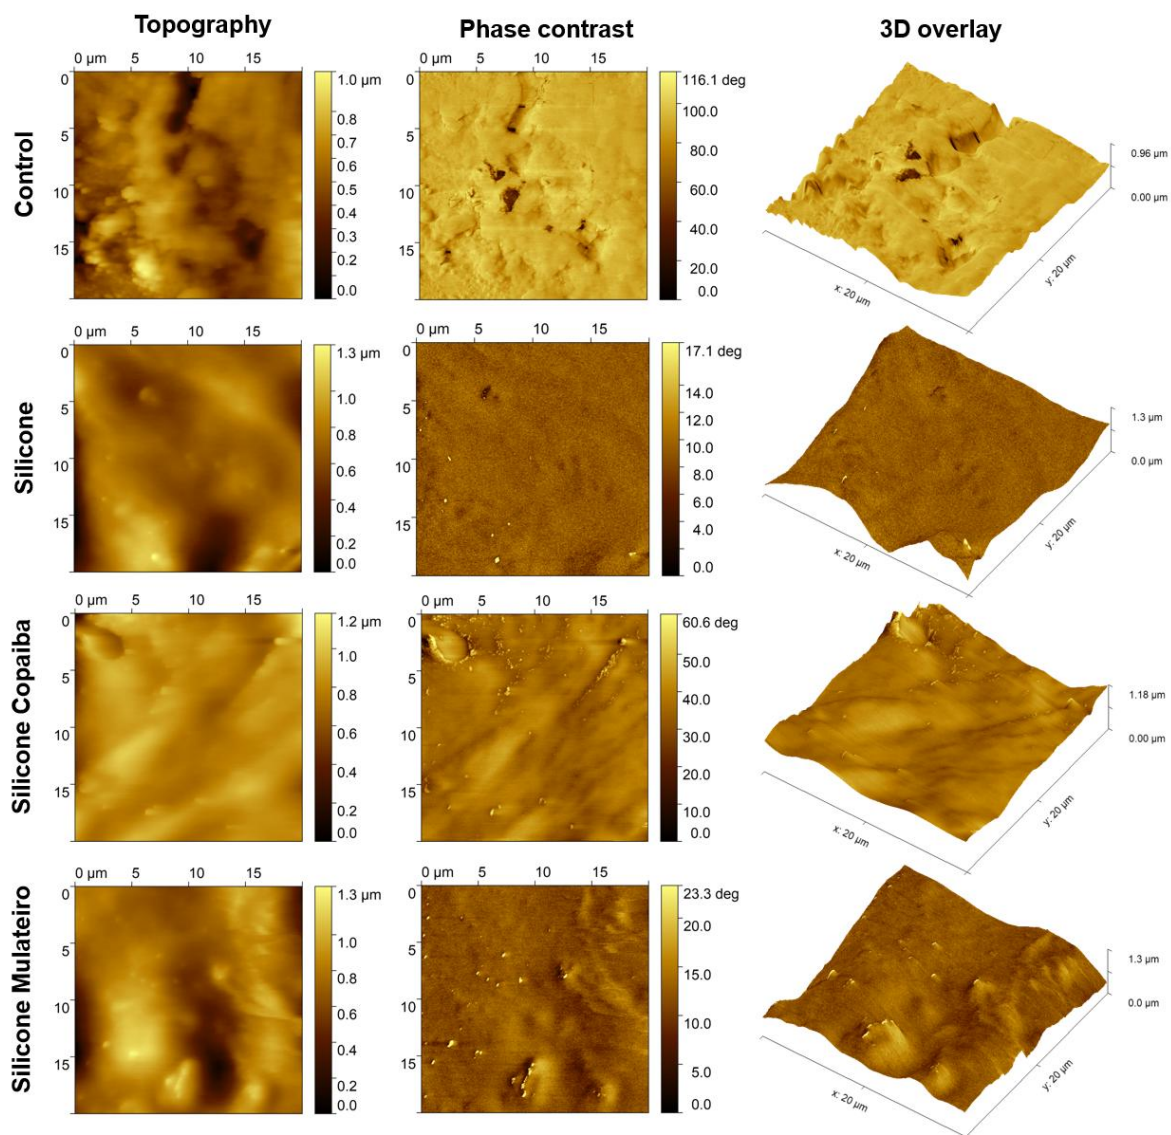 Topography
Phase contrast
3D overlay
Control
0 µm 10 15
0
5
10
15
1.0 µm
0.8
0.7
0.6
0.5
0.4
0.3
0.2
0.0
0 µm 5 10 15
0
5
10
15
116.1 deg
100.0
80.0
60.0
40.0
20.0
0.0
0.96 µm
0.00 µm
x: 20 µm
y: 20 µm
Silicone
0 µm 5 10 15
0
5
10
15
1.3 µm
1.0
0.8
0.6
0.4
0.2
0.0
0 µm 5 10 15
0
5
10
15
17.1 deg
14.0
12.0
10.0
8.0
6.0
4.0
0.0
1.3 µm
0.0 µm
x: 20 µm
y: 20 µm
Silicone Copaiba
0 µm 5 10 15
0
5
10
15
1.2 µm
1.0
0.8
0.6
0.4
0.2
0.0
0 µm 5 10 15
0
5
10
15
60.6 deg
50.0
40.0
30.0
20.0
10.0
0.0
1.18 µm
0.00 µm
x: 20 µm
y: 20 µm
Silicone Mulateiro
0 µm 5 10 15
0
5
10
15
1.3 µm
1.0
0.8
0.6
0.4
0.2
0.0
0 µm 5 10 15
0
5
10
15
23.3 deg
20.0
15.0
10.0
5.0
0.0
1.3 µm
0.0 µm
x: 20 µm
y: 20 µm